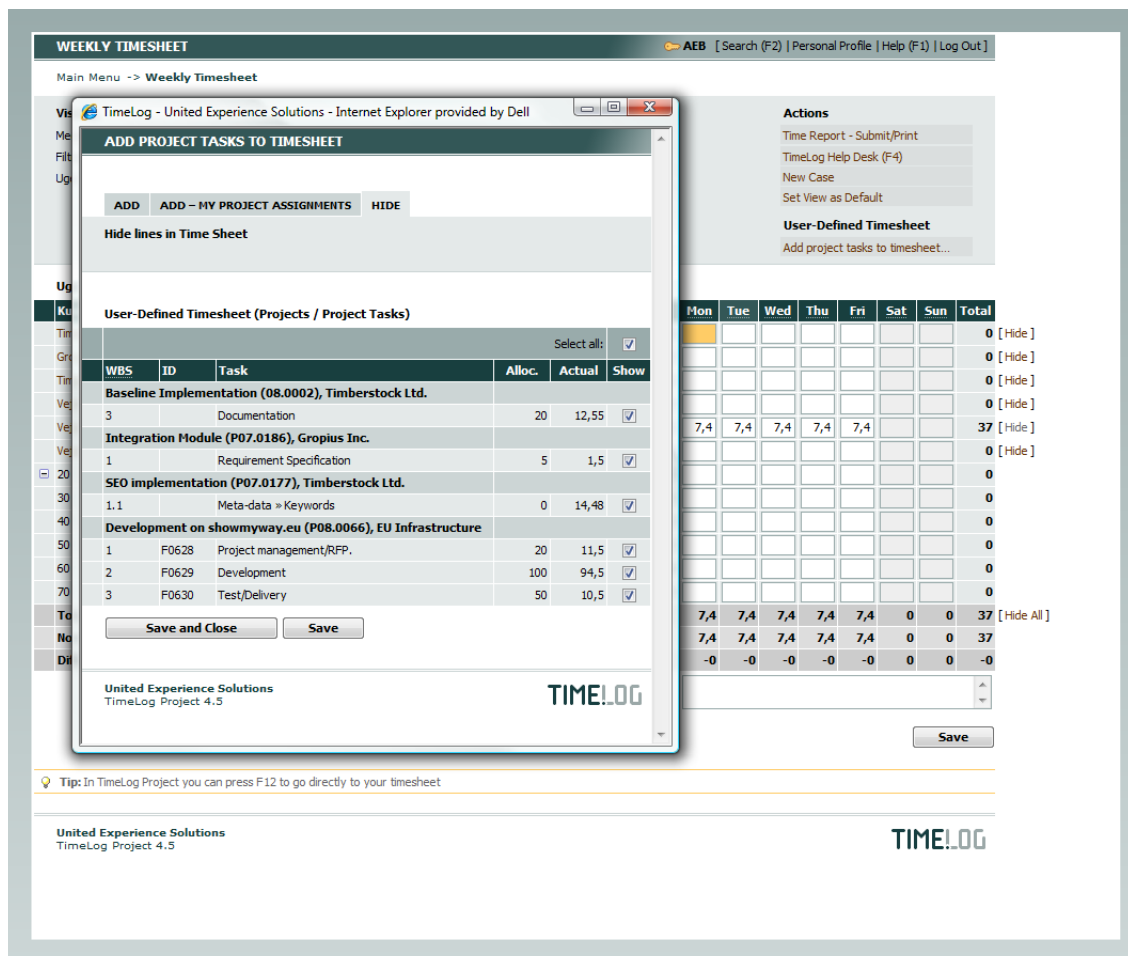 WEEKLY TIMESHEET
AEB [ Search (F2) | Personal Profile | Help (F1) | Log Out ]
Main Menu -> Weekly Timesheet
TimeLog - United Experience Solutions - Internet Explorer provided by Dell
ADD PROJECT TASKS TO TIMESHEET
ADD ADD – MY PROJECT ASSIGNMENTS HIDE
Hide lines in Time Sheet
User-Defined Timesheet (Projects / Project Tasks)
Select all:
WBS ID Task Alloc. Actual Show
Baseline Implementation (08.0002), Timberstock Ltd.
3 Documentation 20 12,55
Integration Module (P07.0186), Gropius Inc.
1 Requirement Specification 5 1,5
SEO implementation (P07.0177), Timberstock Ltd.
1.1 Meta-data » Keywords 0 14,48
Development on showmyway.eu (P08.0066), EU Infrastructure
1 F0628 Project management/RFP. 20 11,5
2 F0629 Development 100 94,5
3 F0630 Test/Delivery 50 10,5
Save and Close Save
United Experience Solutions
TimeLog Project 4.5
TIME!LOG
Actions
Time Report - Submit/Print
TimeLog Help Desk (F4)
New Case
Set View as Default
User-Defined Timesheet
Add project tasks to timesheet...
Mon Tue Wed Thu Fri Sat Sun Total
0 [ Hide ]
0 [ Hide ]
0 [ Hide ]
0 [ Hide ]
7,4 7,4 7,4 7,4 7,4 37 [ Hide ]
0 [ Hide ]
20 0
30 0
40 0
50 0
60 0
70 0
7,4 7,4 7,4 7,4 7,4 0 0 37 [ Hide All ]
7,4 7,4 7,4 7,4 7,4 0 0 37
-0 -0 -0 -0 -0 0 0 -0
Save
Tip: In TimeLog Project you can press F12 to go directly to your timesheet
United Experience Solutions
TimeLog Project 4.5
TIME!LOG